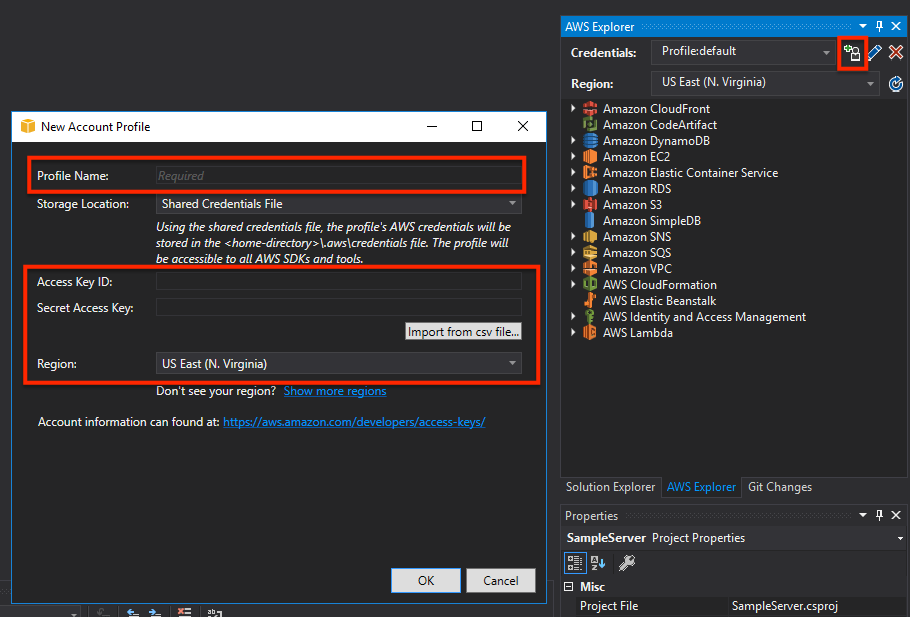 New Account Profile
Profile Name: Required
Storage Location: Shared Credentials File
Using the shared credentials file, the profile's AWS credentials will be
stored in the <home-directory>\.aws\credentials file. The profile will
be accessible to all AWS SDKs and tools.
Access Key ID:
Secret Access Key:
Import from csv file...
Region: US East (N. Virginia)
Don't see your region? Show more regions
Account information can found at: https://aws.amazon.com/developers/access-keys/
OK Cancel
AWS Explorer
Credentials: Profile:default
Region: US East (N. Virginia)
Amazon CloudFront
Amazon CodeArtifact
Amazon DynamoDB
Amazon EC2
Amazon Elastic Container Service
Amazon RDS
Amazon S3
Amazon SimpleDB
Amazon SNS
Amazon SQS
Amazon VPC
AWS CloudFormation
AWS Elastic Beanstalk
AWS Identity and Access Management
AWS Lambda
Solution Explorer AWS Explorer Git Changes
Properties
SampleServer Project Properties
Misc
Project File SampleServer.csproj